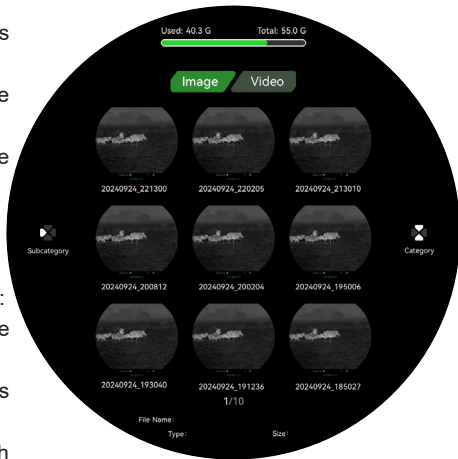 s
Used: 40.3 G Total: 55.0 G
e
Image Video
e
20240924_221300 20240924_220205 20240924_213010
Subcategory Category
20240924_200812 20240924_200204 20240924_195006
:
e
20240924_193040 20240924_191236 20240924_185027
s
1/10
File Name:
h
Type: Size: